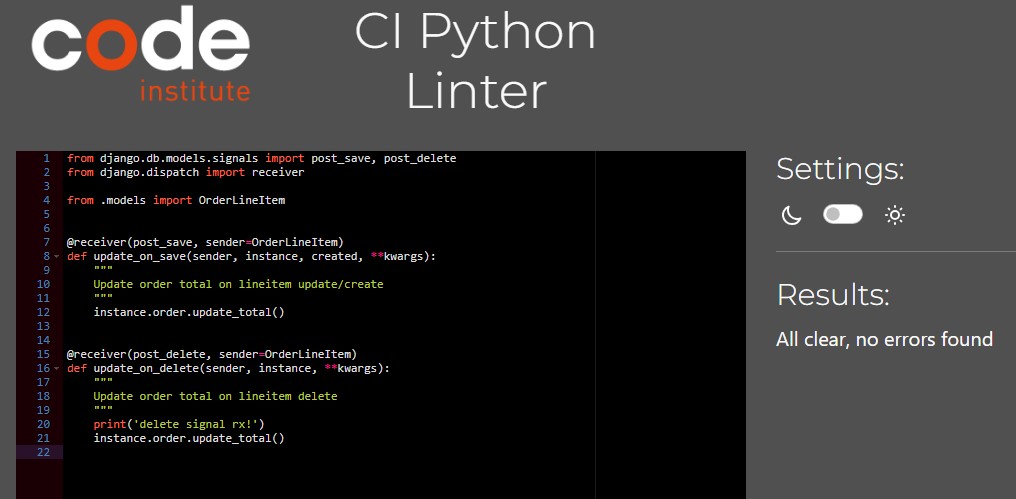 code
institute
CI Python
Linter
1 from django.db.models.signals import post_save, post_delete
2 from django.dispatch import receiver
3
4 from .models import OrderLineItem
5
6
7 @receiver(post_save, sender=OrderLineItem)
8 def update_on_save(sender, instance, created, **kwargs):
9     """
10     Update order total on lineitem update/create
11     """
12     instance.order.update_total()
13
14
15 @receiver(post_delete, sender=OrderLineItem)
16 def update_on_delete(sender, instance, **kwargs):
17     """
18     Update order total on lineitem delete
19     """
20     print('delete signal rx!')
21     instance.order.update_total()
22
Settings:
Results:
All clear, no errors found